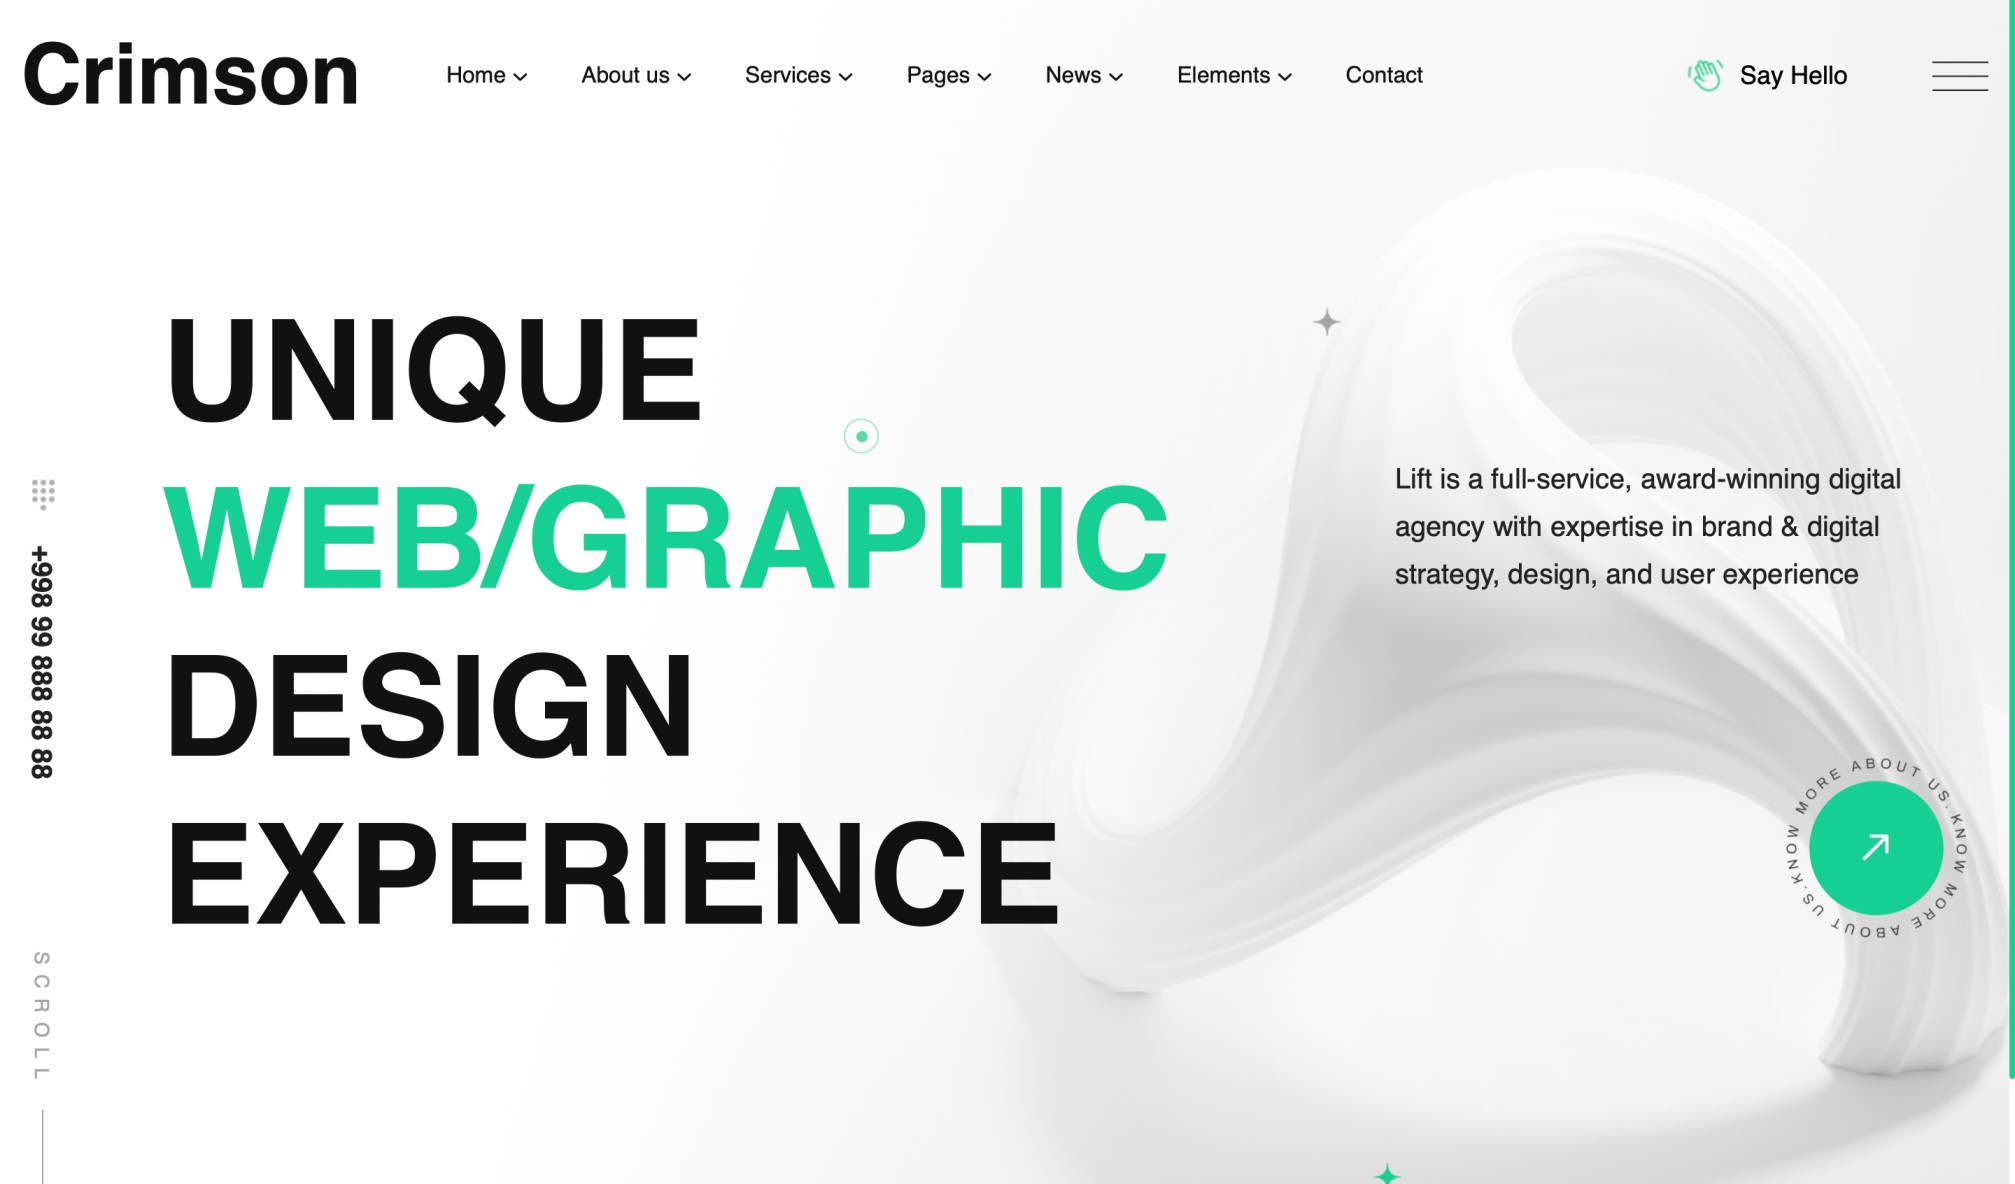 Crimson
Home
About us
Services
Pages
News
Elements
Contact
Say Hello
UNIQUE
WEB/GRAPHIC
DESIGN
EXPERIENCE
Lift is a full-service, award-winning digital
agency with expertise in brand & digital
strategy, design, and user experience
+998 99 888 88 88
SCROLL
KNOW MORE ABOUT US.KNOW MORE ABOUT US.